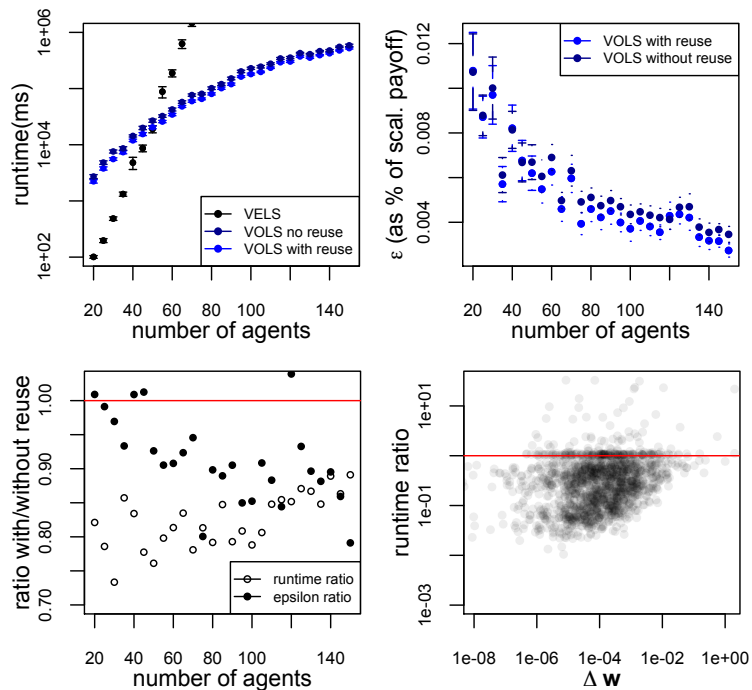 1e+02 1e+04 1e+06
runtime(ms)
VELS
VOLS no reuse
VOLS with reuse
20 40 60 80 100 120 140
number of agents
0.004 0.008 0.012
ε (as % of scal. payoff)
VOLS with reuse
VOLS without reuse
20 40 60 80 100 120 140
number of agents
0.70 0.80 0.90 1.00
ratio with/without reuse
runtime ratio
epsilon ratio
20 40 60 80 100 120 140
number of agents
1e-03 1e-01 1e+01
runtime ratio
1e-08 1e-06 1e-04 1e-02 1e+00
Δ w